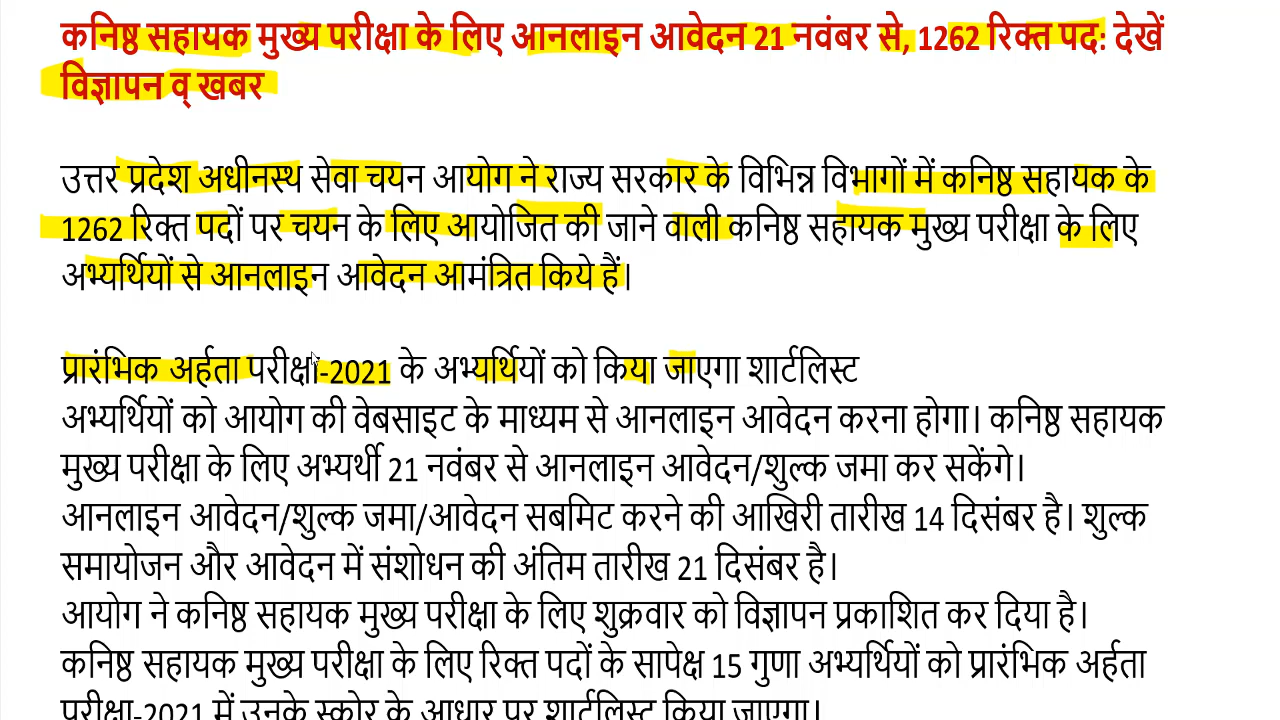 कनिष्ठ सहायक मुख्य परीक्षा के लिए आनलाइन आवेदन 21 नवंबर से, 1262 रिक्त पद: देखें
विज्ञापन व् खबर
उत्तर प्रदेश अधीनस्थ सेवा चयन आयोग ने राज्य सरकार के विभिन्न विभागों में कनिष्ठ सहायक के
1262 रिक्त पदों पर चयन के लिए आयोजित की जाने वाली कनिष्ठ सहायक मुख्य परीक्षा के लिए
अभ्यर्थियों से आनलाइन आवेदन आमंत्रित किये हैं।
प्रारंभिक अर्हता परीक्षा-2021 के अभ्यर्थियों को किया जाएगा शार्टलिस्ट
अभ्यर्थियों को आयोग की वेबसाइट के माध्यम से आनलाइन आवेदन करना होगा। कनिष्ठ सहायक
मुख्य परीक्षा के लिए अभ्यर्थी 21 नवंबर से आनलाइन आवेदन/शुल्क जमा कर सकेंगे।
आनलाइन आवेदन/शुल्क जमा/आवेदन सबमिट करने की आखिरी तारीख 14 दिसंबर है। शुल्क
समायोजन और आवेदन में संशोधन की अंतिम तारीख 21 दिसंबर है।
आयोग ने कनिष्ठ सहायक मुख्य परीक्षा के लिए शुक्रवार को विज्ञापन प्रकाशित कर दिया है।
कनिष्ठ सहायक मुख्य परीक्षा के लिए रिक्त पदों के सापेक्ष 15 गुणा अभ्यर्थियों को प्रारंभिक अर्हता
परीक्षा-2021 में उनके स्कोर के आधार पर शार्टलिस्ट किया जाएगा।